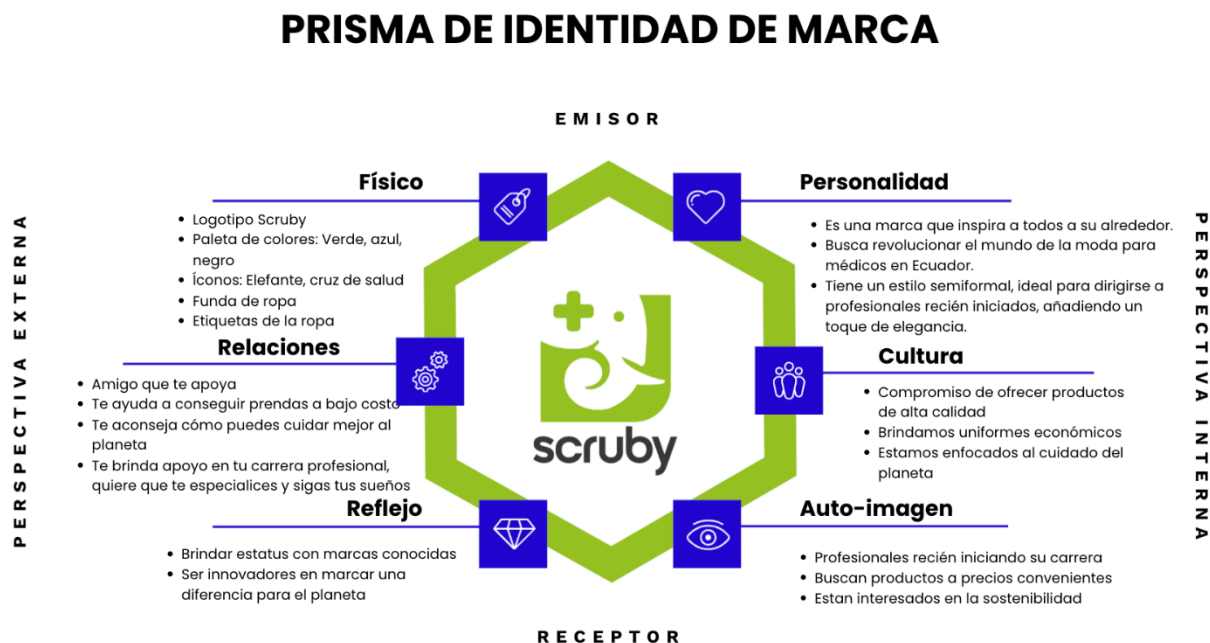 PRISMA DE IDENTIDAD DE MARCA
EMISOR
PERSPECTIVA EXTERNA
Físico
• Logotipo Scruby
• Paleta de colores: Verde, azul,
negro
• Íconos: Elefante, cruz de salud
• Funda de ropa
• Etiquetas de la ropa
Relaciones
• Amigo que te apoya
• Te ayuda a conseguir prendas a bajo costo
• Te aconseja cómo puedes cuidar mejor al
planeta
• Te brinda apoyo en tu carrera profesional,
quiere que te especialices y sigas tus sueños
Reflejo
• Brindar estatus con marcas conocidas
• Ser innovadores en marcar una
diferencia para el planeta
scruby
Personalidad
• Es una marca que inspira a todos a su alrededor.
• Busca revolucionar el mundo de la moda para
médicos en Ecuador.
• Tiene un estilo semiformal, ideal para dirigirse a
profesionales recién iniciados, añadiendo un
toque de elegancia.
Cultura
• Compromiso de ofrecer productos
de alta calidad
• Brindamos uniformes económicos
• Estamos enfocados al cuidado del
planeta
Auto-imagen
• Profesionales recién iniciando su carrera
• Buscan productos a precios convenientes
• Estan interesados en la sostenibilidad
PERSPECTIVA INTERNA
RECEPTOR